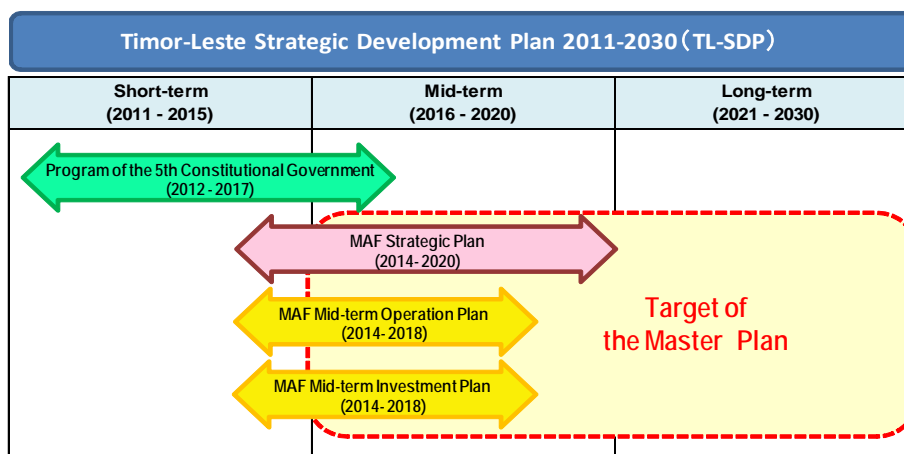 Timor-Leste Strategic Development Plan 2011-2030（TL-SDP）
Short-term
(2011 - 2015)
Mid-term
(2016 - 2020)
Long-term
(2021 - 2030)
Program of the 5th Constitutional Government
(2012 - 2017)
MAF Strategic Plan
(2014- 2020)
MAF Mid-term Operation Plan
(2014- 2018)
MAF Mid-term Investment Plan
(2014- 2018)
Target of
the Master Plan